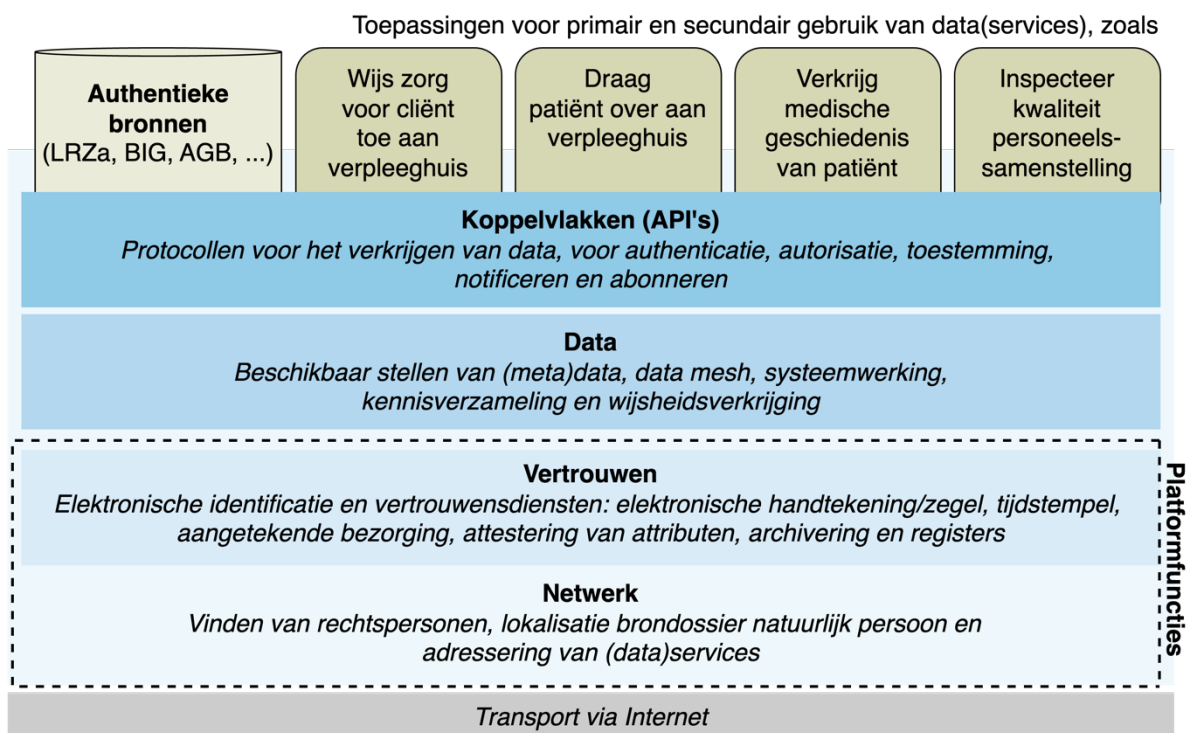 Toepassingen voor primair en secundair gebruik van data(services), zoals
Authentieke
bronnen
(LRZa, BIG, AGB, ...)
Wijs zorg
voor cliënt
toe aan
verpleeghuis
Draag
patiënt over aan
verpleeghuis
Verkrijg
medische
geschiedenis
van patiënt
Inspecteer
kwaliteit
personeels-
samenstelling
Koppelvlakken (API's)
Protocollen voor het verkrijgen van data, voor authenticatie, autorisatie, toestemming,
notificeren en abonneren
Data
Beschikbaar stellen van (meta)data, data mesh, systeemwerking,
kennisverzameling en wijsheidsverkrijging
Vertrouwen
Elektronische identificatie en vertrouwensdiensten: elektronische handtekening/zegel, tijdstempel,
aangetekende bezorging, attestering van attributen, archivering en registers
Netwerk
Vinden van rechtspersonen, lokalisatie brondossier natuurlijk persoon en
adressering van (data)services
Platformfuncties
Transport via Internet